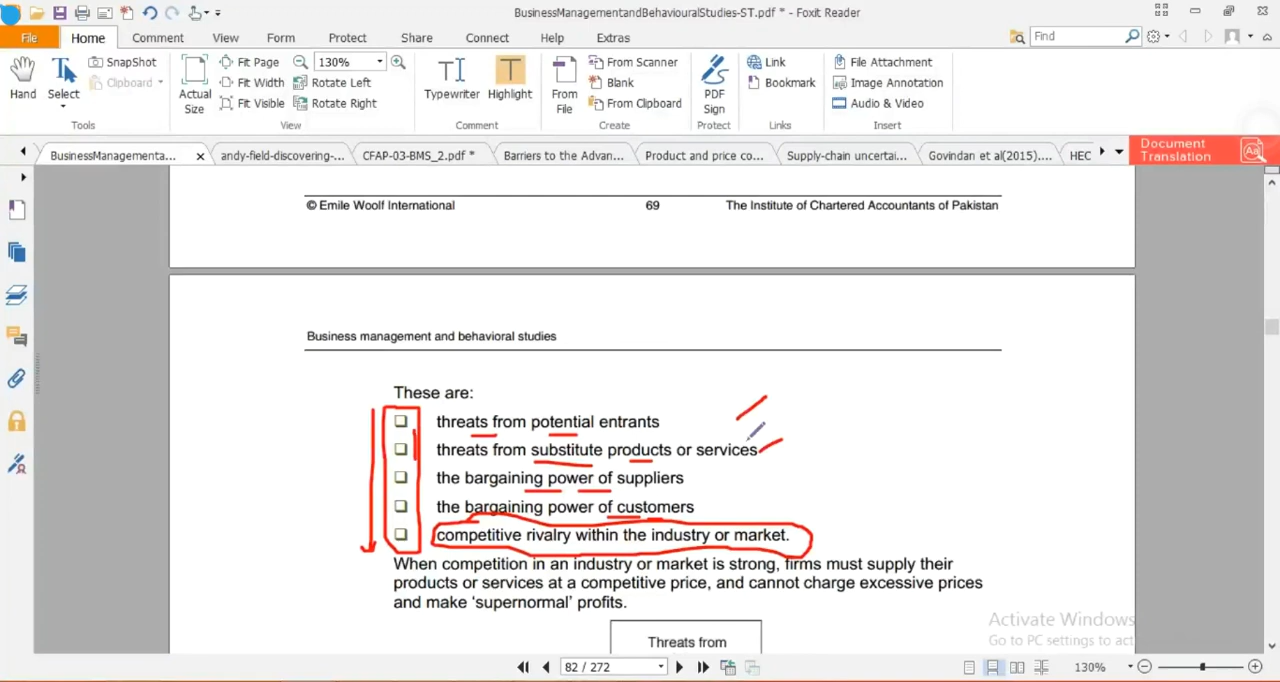 BusinessManagementandBehaviouralStudies-ST.pdf * - Foxit Reader
File Home Comment View Form Protect Share Connect Help Extras Find
SnapShot Fit Page 130% From Scanner Link File Attachment
Hand Select Clipboard Actual Size Fit Width Rotate Left Typewriter Highlight From File Blank PDF Sign Bookmark Image Annotation
Fit Visible Rotate Right From Clipboard Audio & Video
Tools View Comment Create Protect Links Insert
BusinessManagementa... andy-field-discovering-... CFAP-03-BMS_2.pdf * Barriers to the Advan... Product and price co... Supply-chain uncertai... Govindan et al(2015).... HEC Document Translation
© Emile Woolf International 69 The Institute of Chartered Accountants of Pakistan
Business management and behavioral studies
These are:
threats from potential entrants
threats from substitute products or services
the bargaining power of suppliers
the bargaining power of customers
competitive rivalry within the industry or market.
When competition in an industry or market is strong, firms must supply their
products or services at a competitive price, and cannot charge excessive prices
and make ‘supernormal’ profits.
Threats from
Activate Windows
Go to PC settings to act
82 / 272 130%